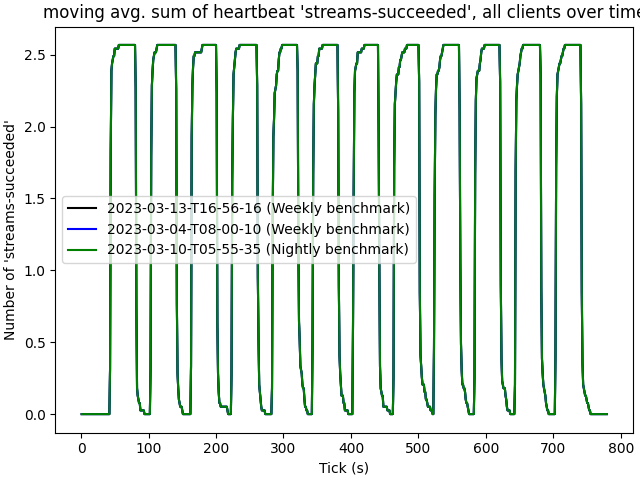 moving avg. sum of heartbeat 'streams-succeeded', all clients over time
2.5
2.0
1.5
1.0
0.5
0.0
Number of 'streams-succeeded'
2023-03-13-T16-56-16 (Weekly benchmark)
2023-03-04-T08-00-10 (Weekly benchmark)
2023-03-10-T05-55-35 (Nightly benchmark)
0 100 200 300 400 500 600 700 800
Tick (s)